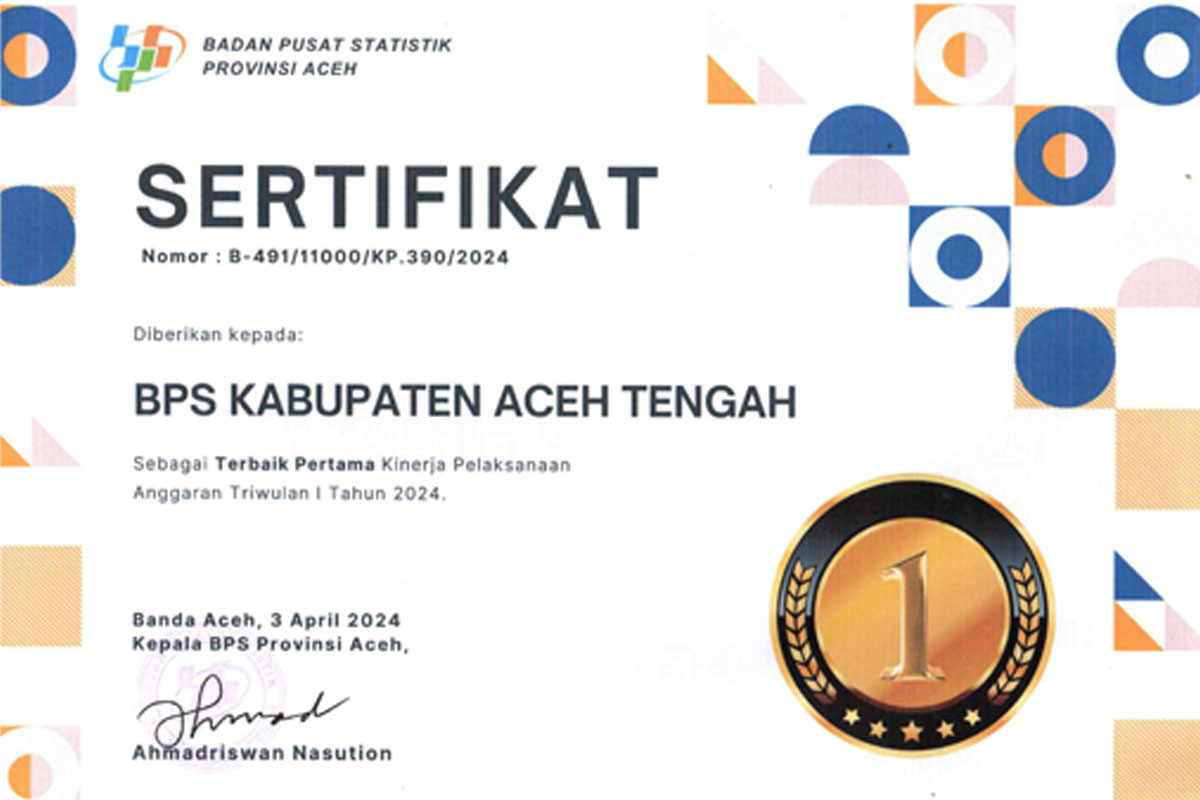 BADAN PUSAT STATISTIK
PROVINSI ACEH
SERTIFIKAT
Nomor : B-491/11000/KP.390/2024
Diberikan kepada:
BPS KABUPATEN ACEH TENGAH
Sebagai Terbaik Pertama Kinerja Pelaksanaan
Anggaran Triwulan I Tahun 2024.
1
Banda Aceh, 3 April 2024
Kepala BPS Provinsi Aceh,
Ahmad
Ahmadriswan Nasution